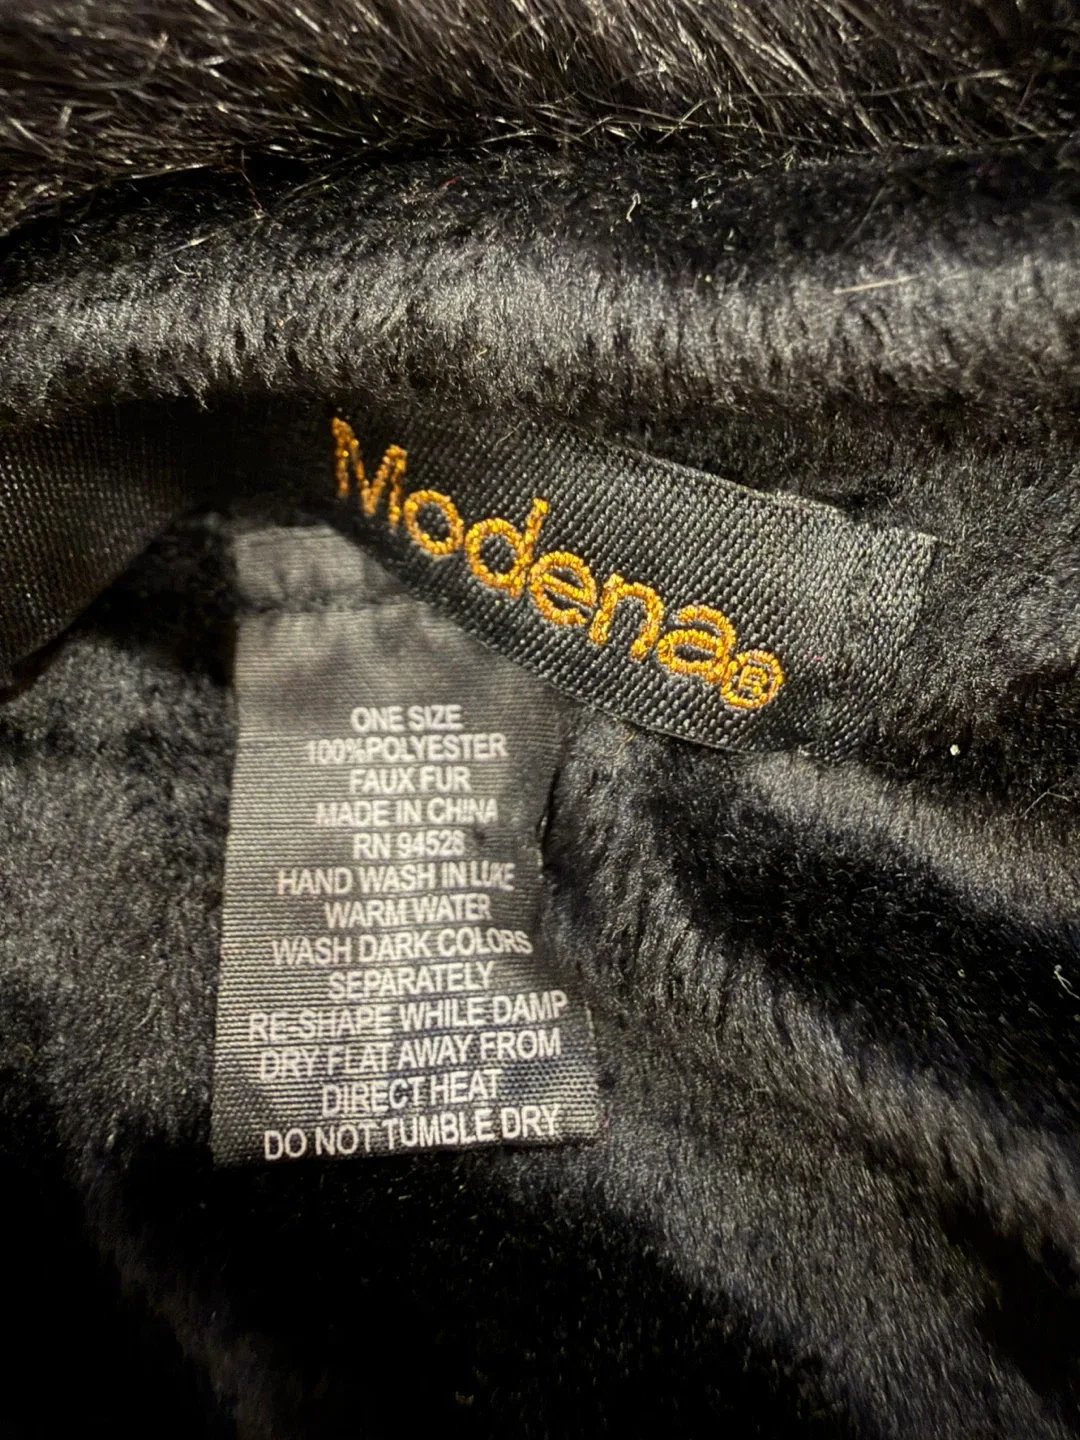 Modena®
ONE SIZE
100%POLYESTER
FAUX FUR
MADE IN CHINA
RN 94528
HAND WASH IN LUKE
WARM WATER
WASH DARK COLORS
SEPARATELY
RE-SHAPE WHILE DAMP
DRY FLAT AWAY FROM
DIRECT HEAT
DO NOT TUMBLE DRY